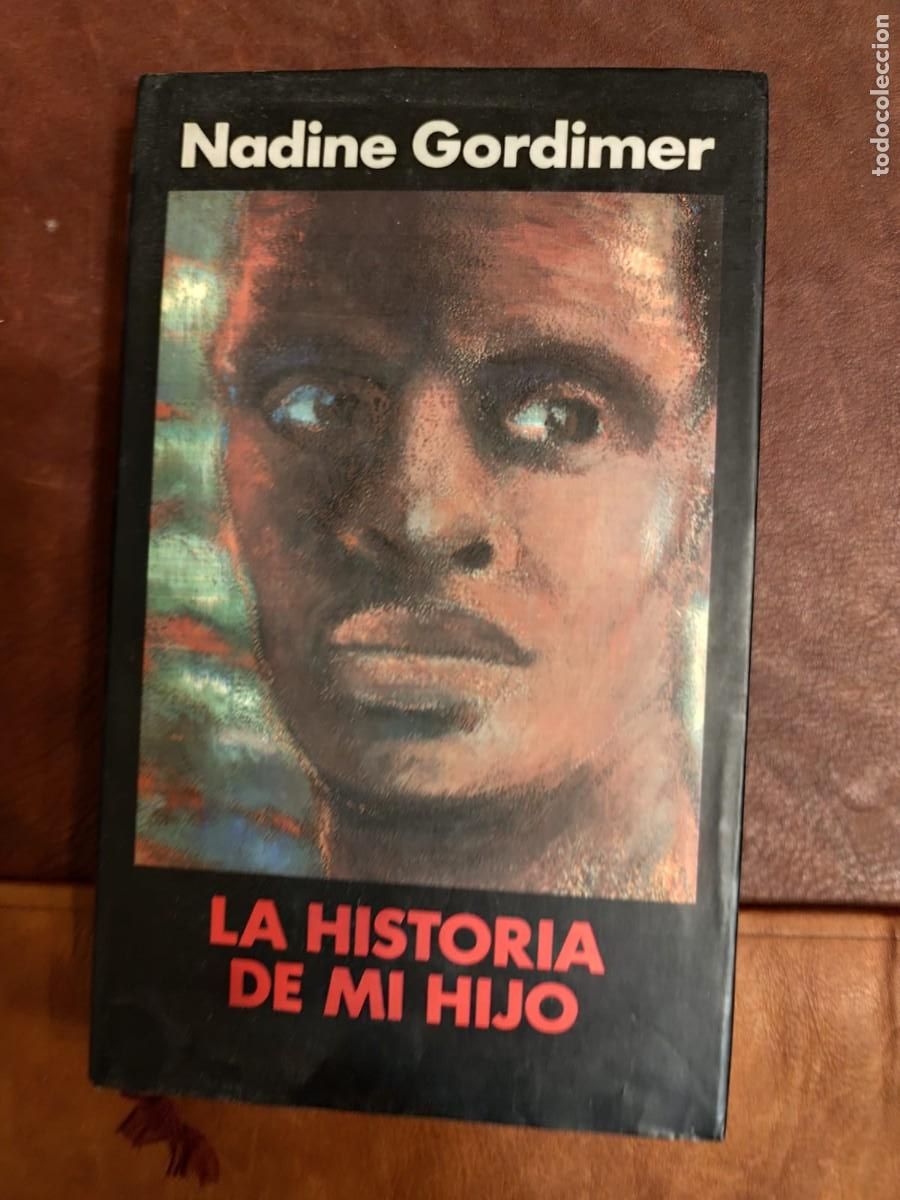 Nadine Gordimer
LA HISTORIA
DE MI HIJO
todocoleccion